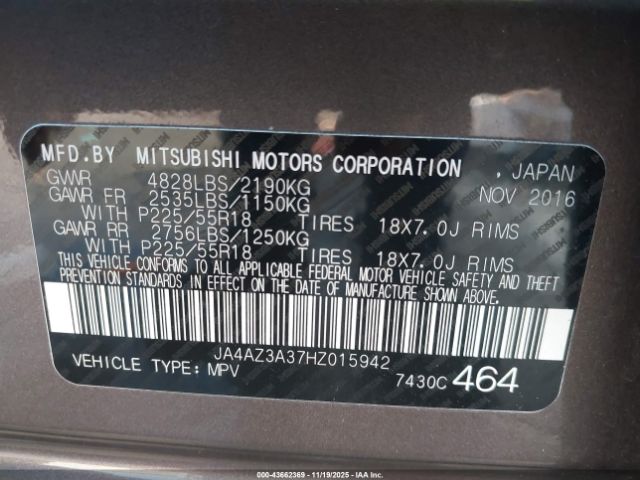 MFD.BY MITSUBISHI MOTORS CORPORATION , JAPAN
GVWR 4828LBS/2190KG NOV 2016
GAWR FR 2535LBS/1150KG
WITH P225/55R18 TIRES 18X7.0J RIMS
GAWR RR 2756LBS/1250KG
WITH P225/55R18 TIRES 18X7.0J RIMS
THIS VEHICLE CONFORMS TO ALL APPLICABLE FEDERAL MOTOR VEHICLE SAFETY AND THEFT
PREVENTION STANDARDS IN EFFECT ON THE DATE OF MANUFACTURE SHOWN ABOVE.
JA4AZ3A37HZ015942
VEHICLE TYPE:MPV 7430C 464
000-43662369 - 11/19/2025 - IAA Inc.